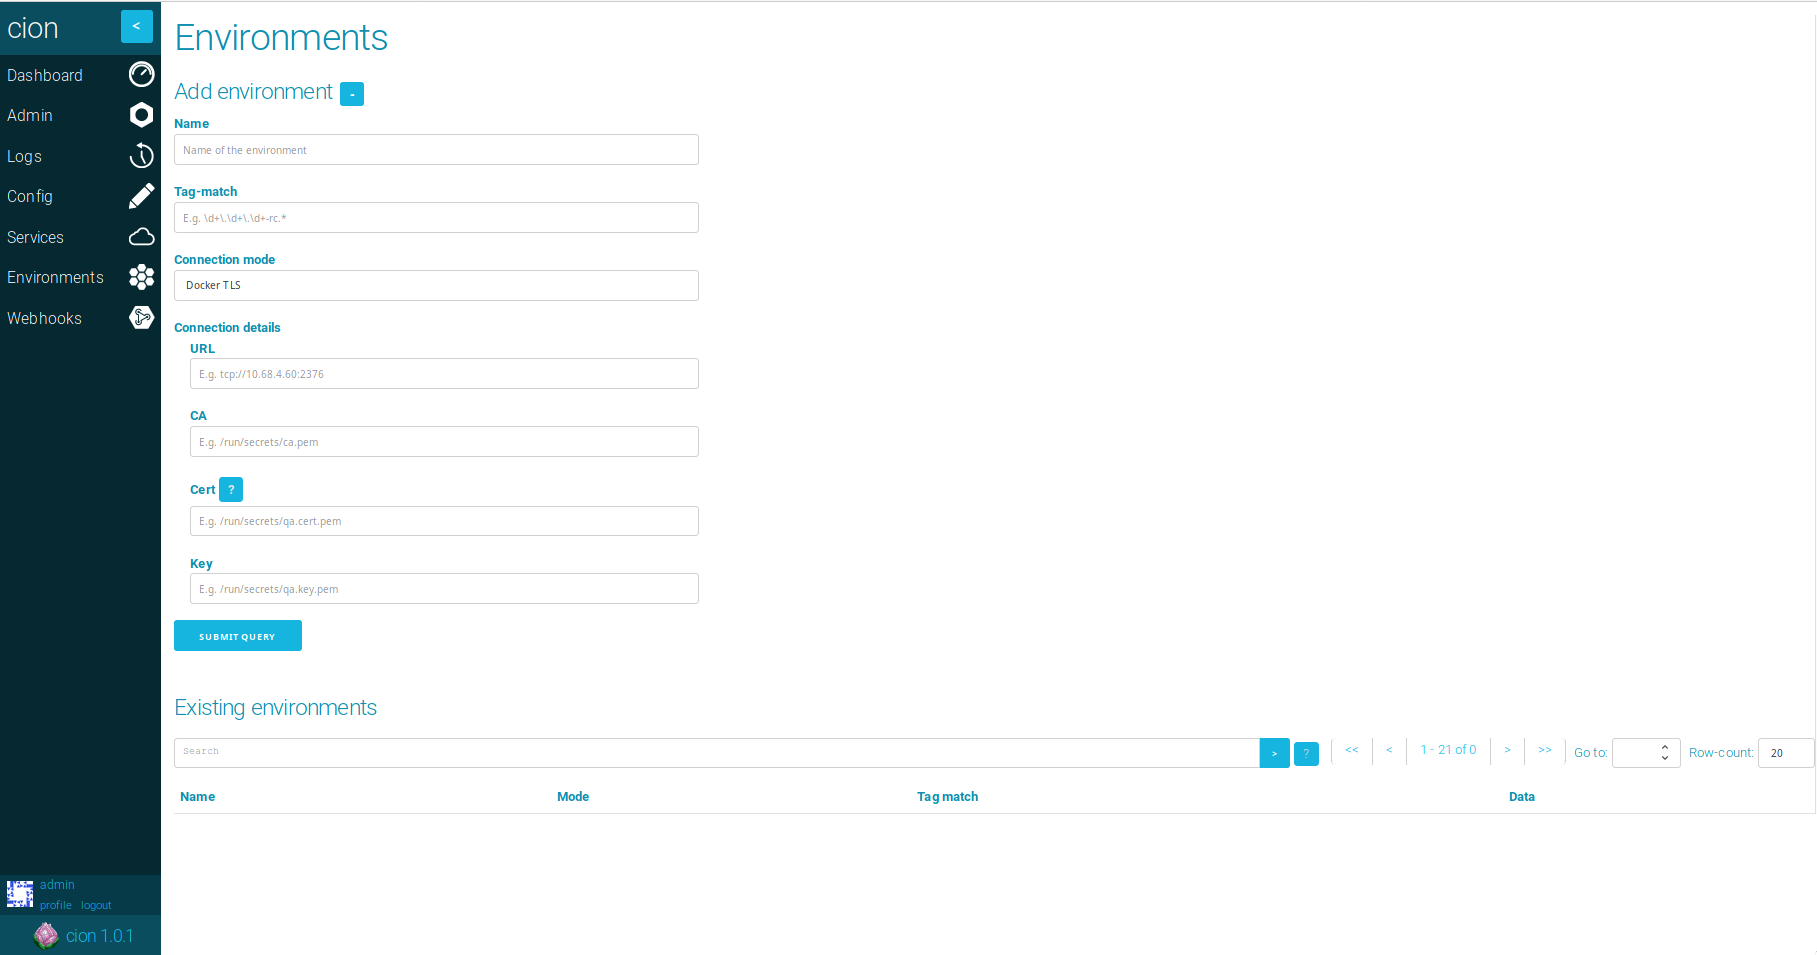 cion <
Dashboard
Admin
Logs
Config
Services
Environments
Webhooks
admin
profile logout
cion 1.0.1
Environments
Add environment -
Name
Name of the environment
Tag-match
E.g. \d+\.\d+\.\d+-rc.*
Connection mode
Docker TLS
Connection details
URL
E.g. tcp://10.68.4.60:2376
CA
E.g. /run/secrets/ca.pem
Cert ?
E.g. /run/secrets/qa.cert.pem
Key
E.g. /run/secrets/qa.key.pem
SUBMIT QUERY
Existing environments
Search > ? << < 1 - 21 of 0 > >> Go to: Row-count: 20
Name Mode Tag match Data